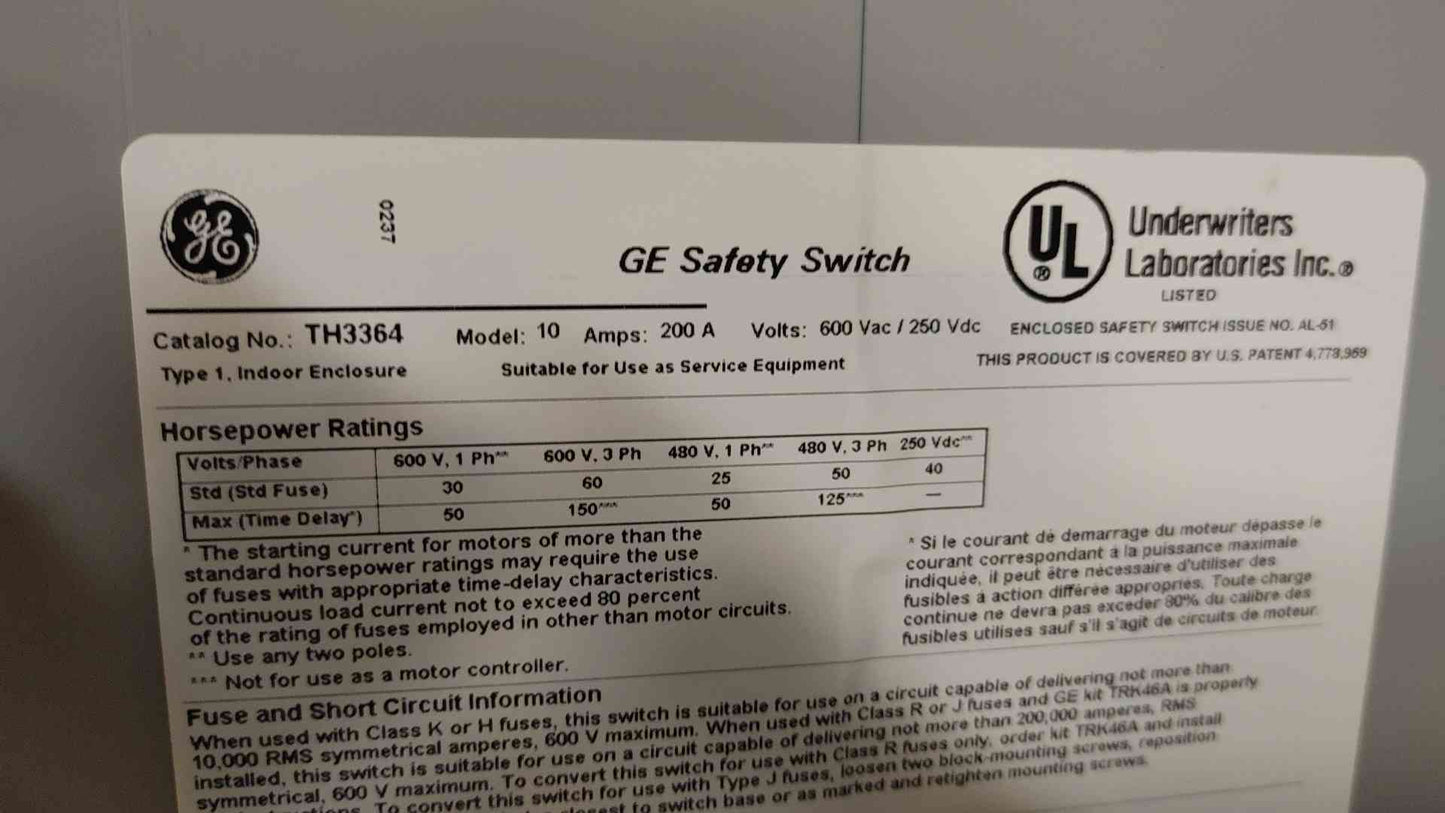 GE
0237
GE Safety Switch
UL ®
Underwriters
Laboratories Inc.®
LISTED
Catalog No.: TH3364 Model: 10 Amps: 200 A Volts: 600 Vac / 250 Vdc
ENCLOSED SAFETY SWITCH ISSUE NO. AL-51
Type 1, Indoor Enclosure Suitable for Use as Service Equipment
THIS PRODUCT IS COVERED BY U.S. PATENT 4,778,959
Horsepower Ratings
Volts/Phase 600 V, 1 Ph** 600 V, 3 Ph 480 V, 1 Ph** 480 V, 3 Ph 250 Vdc**
Std (Std Fuse) 30 60 25 50 40
Max (Time Delay*) 50 150*** 50 125*** —
* The starting current for motors of more than the
standard horsepower ratings may require the use
of fuses with appropriate time-delay characteristics.
Continuous load current not to exceed 80 percent
of the rating of fuses employed in other than motor circuits.
** Use any two poles.
*** Not for use as a motor controller.
* Si le courant dé demarrage du moteur dépasse le
courant correspondant á la puissance maximale
indiquée, il peut étre nécessaire d'utiliser des
fusibles á action différée appropriés. Toute charge
continue ne devra pas exceder 80% du calibre des
fusibles utilises sauf s'il s'agit de circuits de moteur.
Fuse and Short Circuit Information
When used with Class K or H fuses, this switch is suitable for use on a circuit capable of delivering not more than
10,000 RMS symmetrical amperes, 600 V maximum. When used with Class R or J fuses and GE kit TRK46A is properly
installed, this switch is suitable for use on a circuit capable of delivering not more than 200,000 amperes, RMS
symmetrical, 600 V maximum. To convert this switch for use with Class R fuses only, order kit TRK46A and install
To convert this switch for use with Type J fuses, loosen two block-mounting screws, reposition
to switch base or as marked and retighten mounting screws.